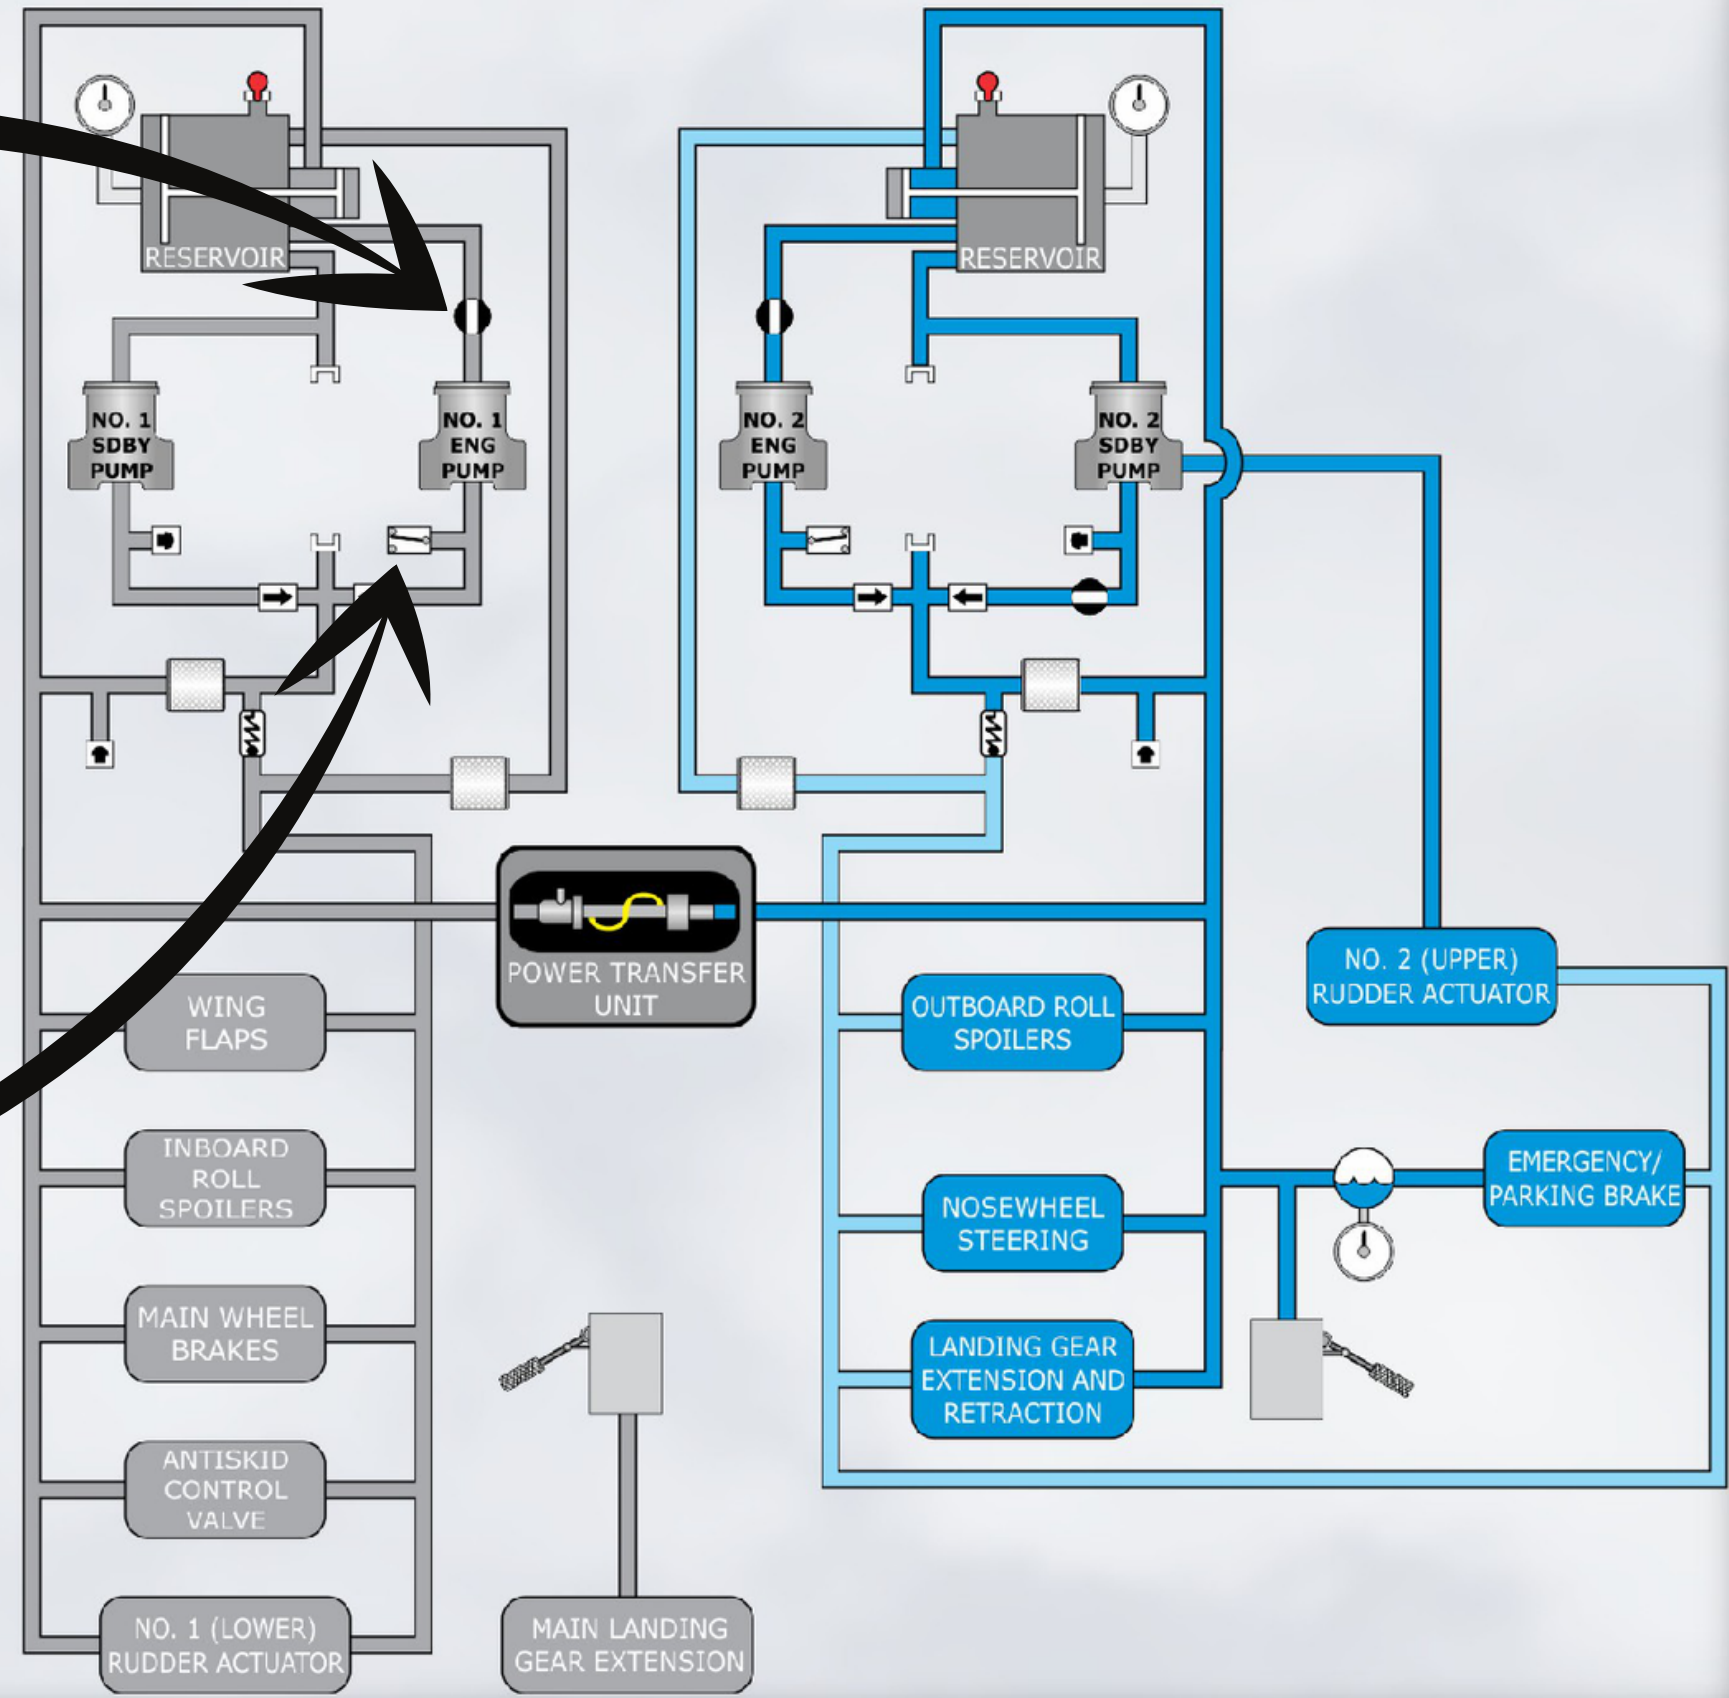 RESERVOIR
RESERVOIR
NO. 1
SDBY
PUMP
NO. 1
ENG
PUMP
NO. 2
ENG
PUMP
NO. 2
SDBY
PUMP
POWER TRANSFER
UNIT
WING
FLAPS
INBOARD
ROLL
SPOILERS
MAIN WHEEL
BRAKES
ANTISKID
CONTROL
VALVE
NO. 1 (LOWER)
RUDDER ACTUATOR
MAIN LANDING
GEAR EXTENSION
OUTBOARD ROLL
SPOILERS
NOSEWHEEL
STEERING
LANDING GEAR
EXTENSION AND
RETRACTION
NO. 2 (UPPER)
RUDDER ACTUATOR
EMERGENCY/
PARKING BRAKE